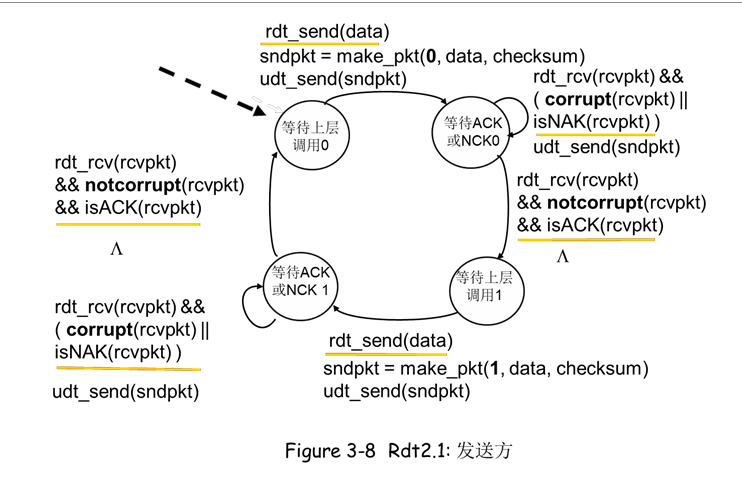 rdt_send(data)
sndpkt = make_pkt(0, data, checksum)
udt_send(sndpkt)
rdt_rcv(rcvpkt) &&
( corrupt(rcvpkt) ||
isNAK(rcvpkt) )
udt_send(sndpkt)
等待上层
调用0
等待ACK
或NCK0
rdt_rcv(rcvpkt)
&& notcorrupt(rcvpkt)
&& isACK(rcvpkt)
Λ
rdt_rcv(rcvpkt)
&& notcorrupt(rcvpkt)
&& isACK(rcvpkt)
Λ
等待ACK
或NCK 1
等待上层
调用1
rdt_rcv(rcvpkt) &&
( corrupt(rcvpkt) ||
isNAK(rcvpkt) )
udt_send(sndpkt)
rdt_send(data)
sndpkt = make_pkt(1, data, checksum)
udt_send(sndpkt)
Figure 3-8 Rdt2.1: 发送方